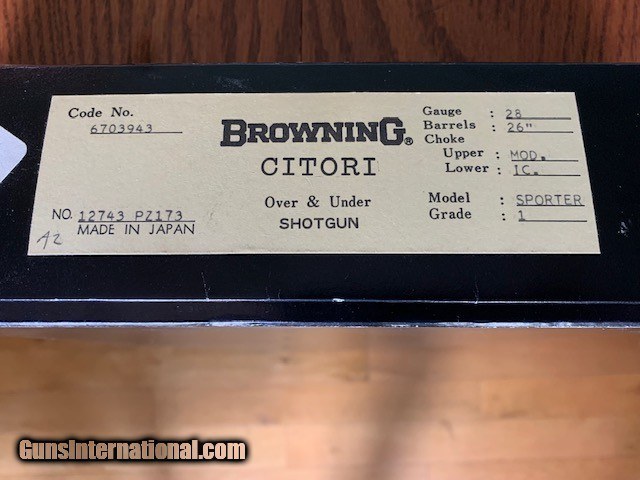 Code No.
6703943
BROWNING®
CITORI
Over & Under
SHOTGUN
NO. 12743 PZ173
MADE IN JAPAN
A2
Gauge : 28
Barrels : 26"
Choke
Upper : MOD.
Lower : IC.
Model : SPORTER
Grade : 1
GunsInternational.com